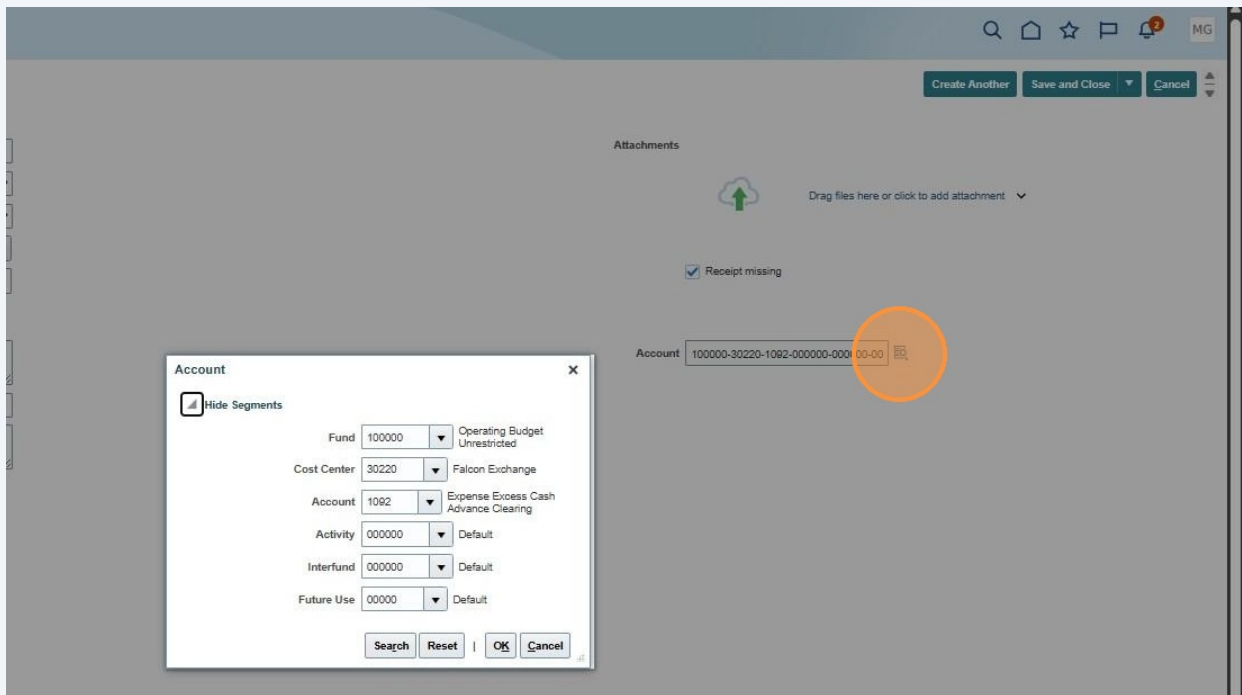 2
MG
Create Another
Save and Close
Cancel
Attachments
Drag files here or click to add attachment
Receipt missing
Account 100000-30220-1092-000000-000000-00
Account
Hide Segments
Fund 100000 Operating Budget
Unrestricted
Cost Center 30220 Falcon Exchange
Account 1092 Expense Excess Cash
Advance Clearing
Activity 000000 Default
Interfund 000000 Default
Future Use 00000 Default
Search Reset | OK Cancel